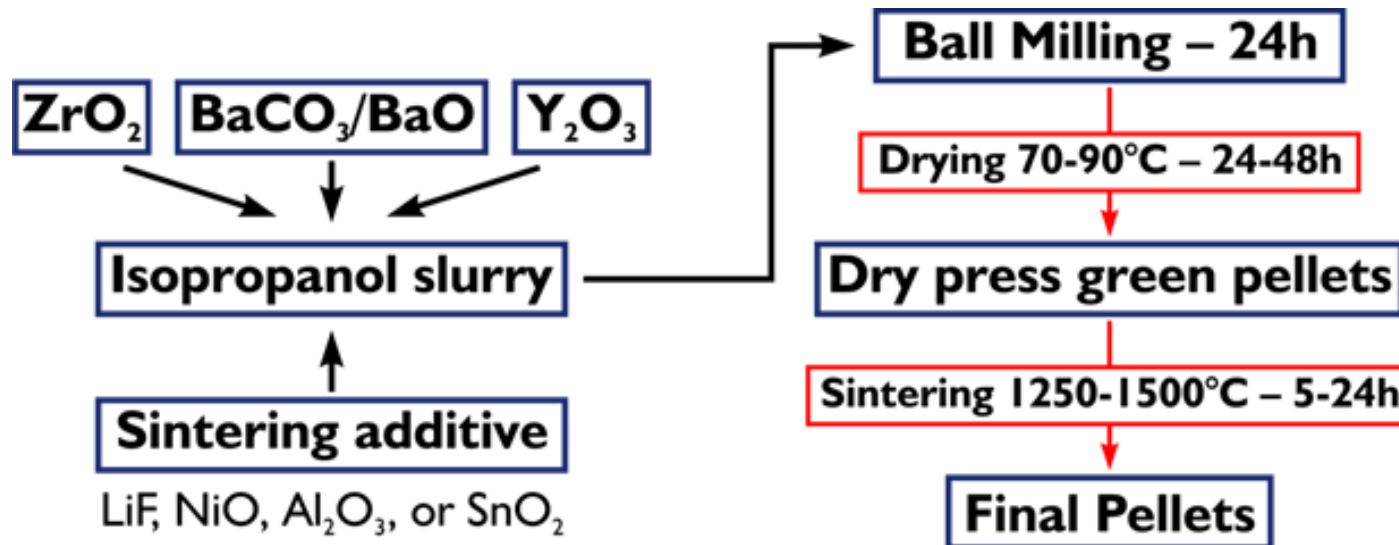 ZrO₂
BaCO₃/BaO
Y₂O₃
Isopropanol slurry
Sintering additive
LiF, NiO, Al₂O₃, or SnO₂
Ball Milling – 24h
Drying 70-90°C – 24-48h
Dry press green pellets
Sintering 1250-1500°C – 5-24h
Final Pellets